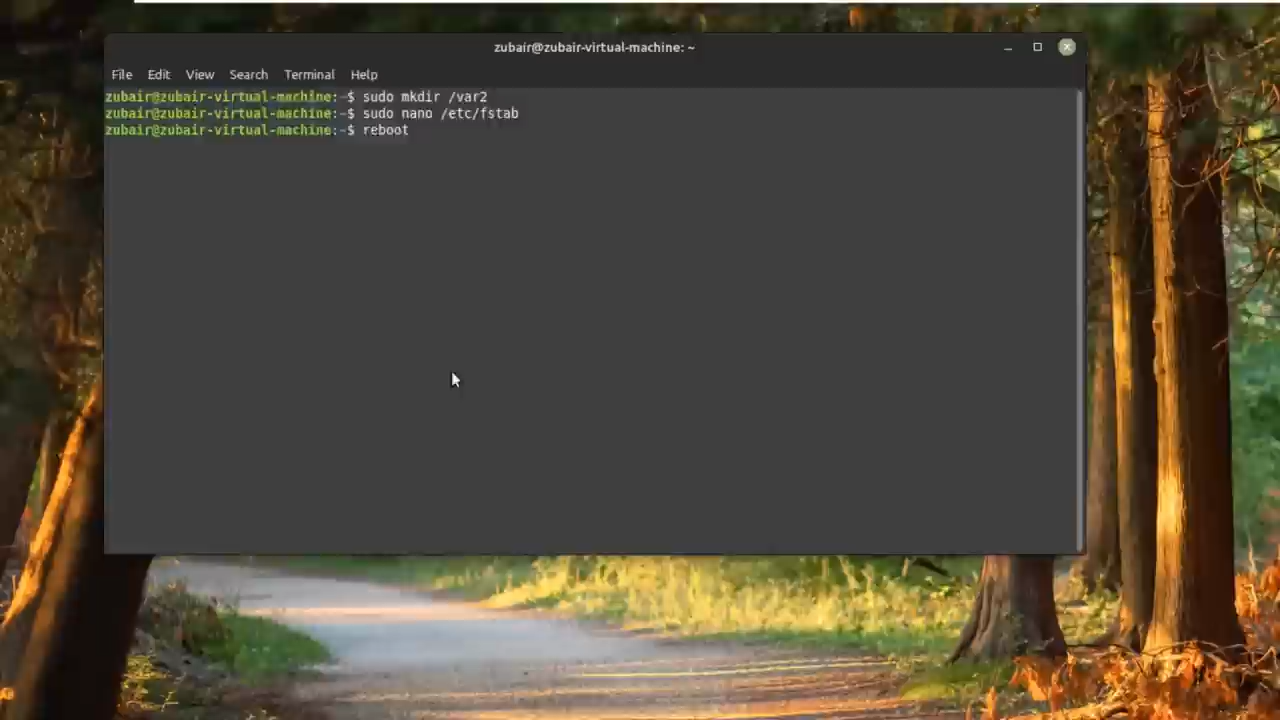 zubair@zubair-virtual-machine: ~
File Edit View Search Terminal Help
zubair@zubair-virtual-machine:~$ sudo mkdir /var2
zubair@zubair-virtual-machine:~$ sudo nano /etc/fstab
zubair@zubair-virtual-machine:~$ reboot